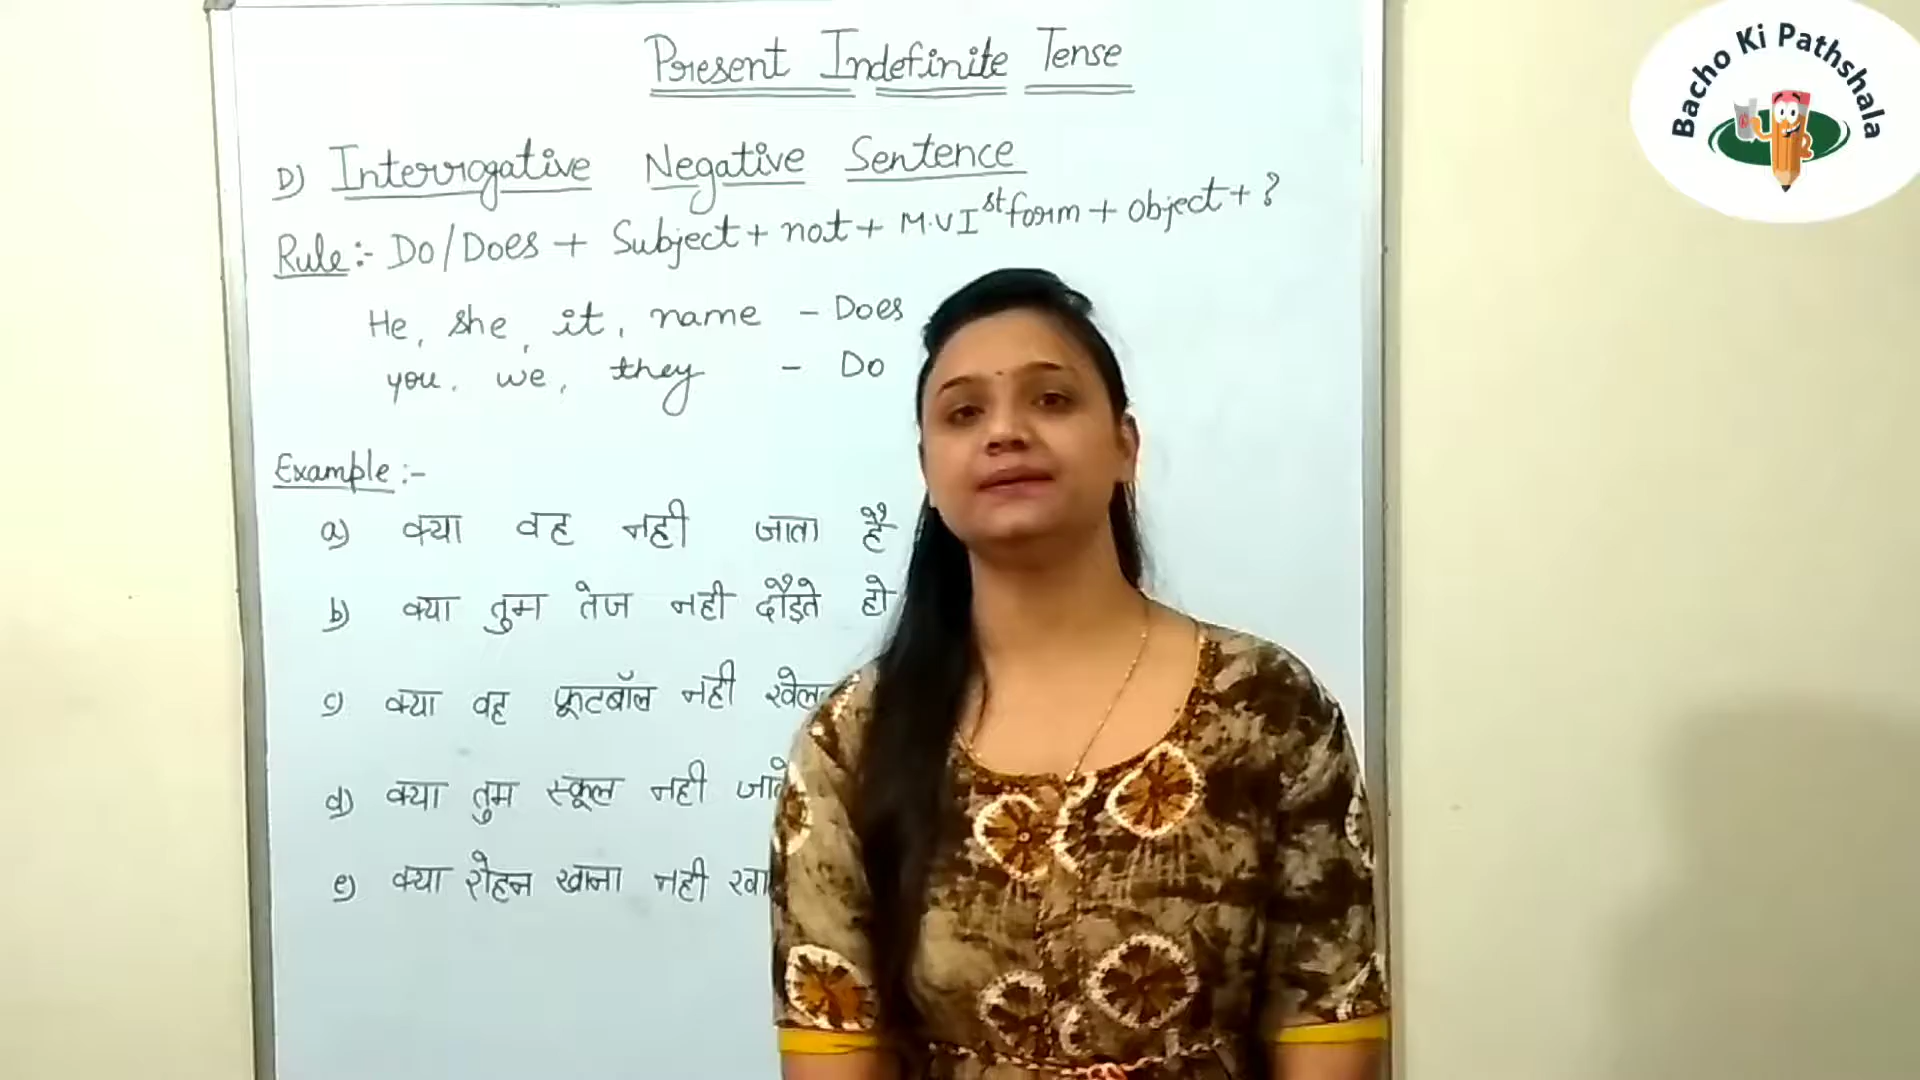 Present Indefinite Tense
D) Interrogative Negative Sentence
Rule:- Do/Does + Subject + not + M.V Ist form + object + ?
He, she, it, name - Does
you, we, they - Do
Example:-
a) क्या वह नही जाता है
b) क्या तुम तेज नही दौड़ते हो
c) क्या वह फूटबॉल नही
d) क्या तुम स्कूल नही
e) क्या रोहन खाना नही
Bacho Ki Pathshala